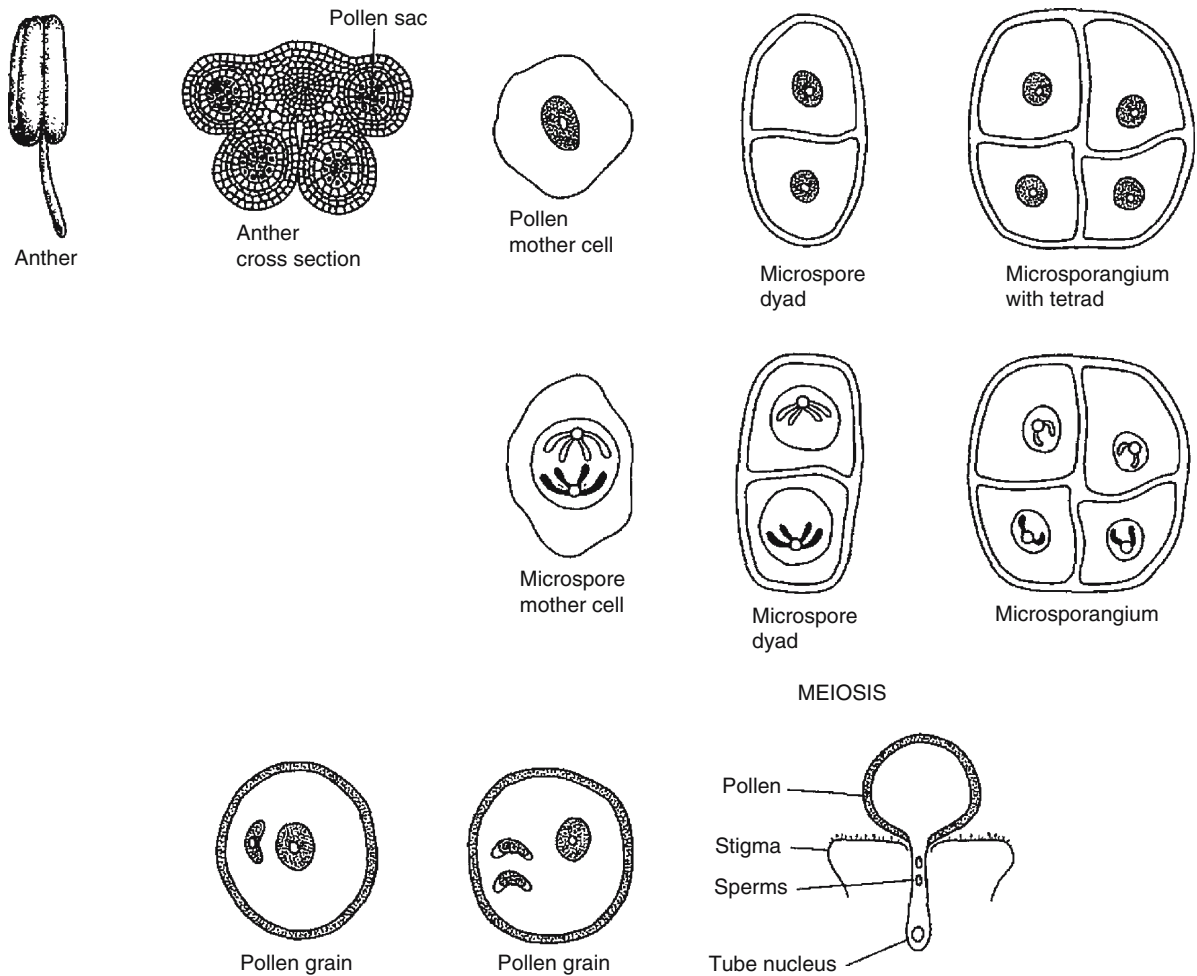 Pollen sac
Anther
Anther
cross section
Pollen
mother cell
Microspore
dyad
Microsporangium
with tetrad
Microspore
mother cell
Microspore
dyad
Microsporangium
MEIOSIS
Pollen grain
Pollen grain
Pollen
Stigma
Sperms
Tube nucleus